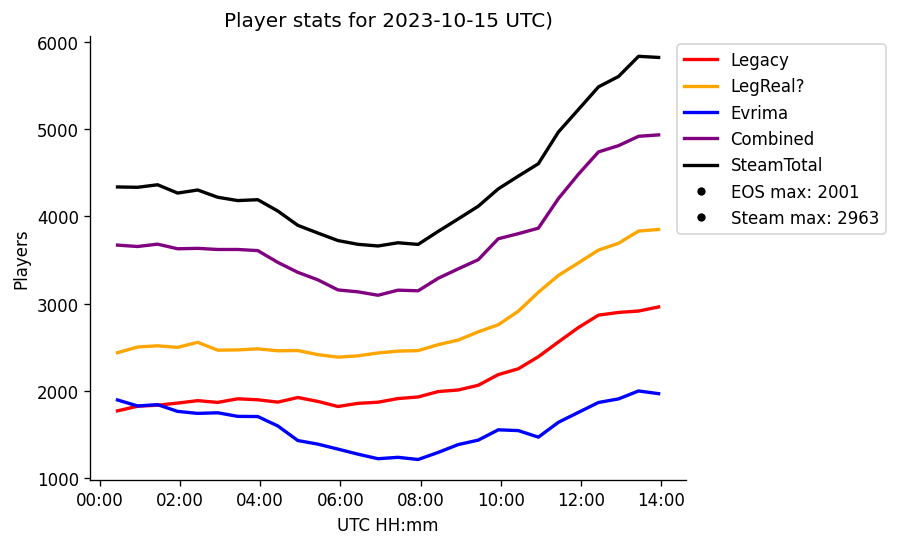 Player stats for 2023-10-15 UTC)
6000
5000
4000
3000
2000
1000
Players
00:00 02:00 04:00 06:00 08:00 10:00 12:00 14:00
UTC HH:mm
Legacy
LegReal?
Evrima
Combined
SteamTotal
EOS max: 2001
Steam max: 2963